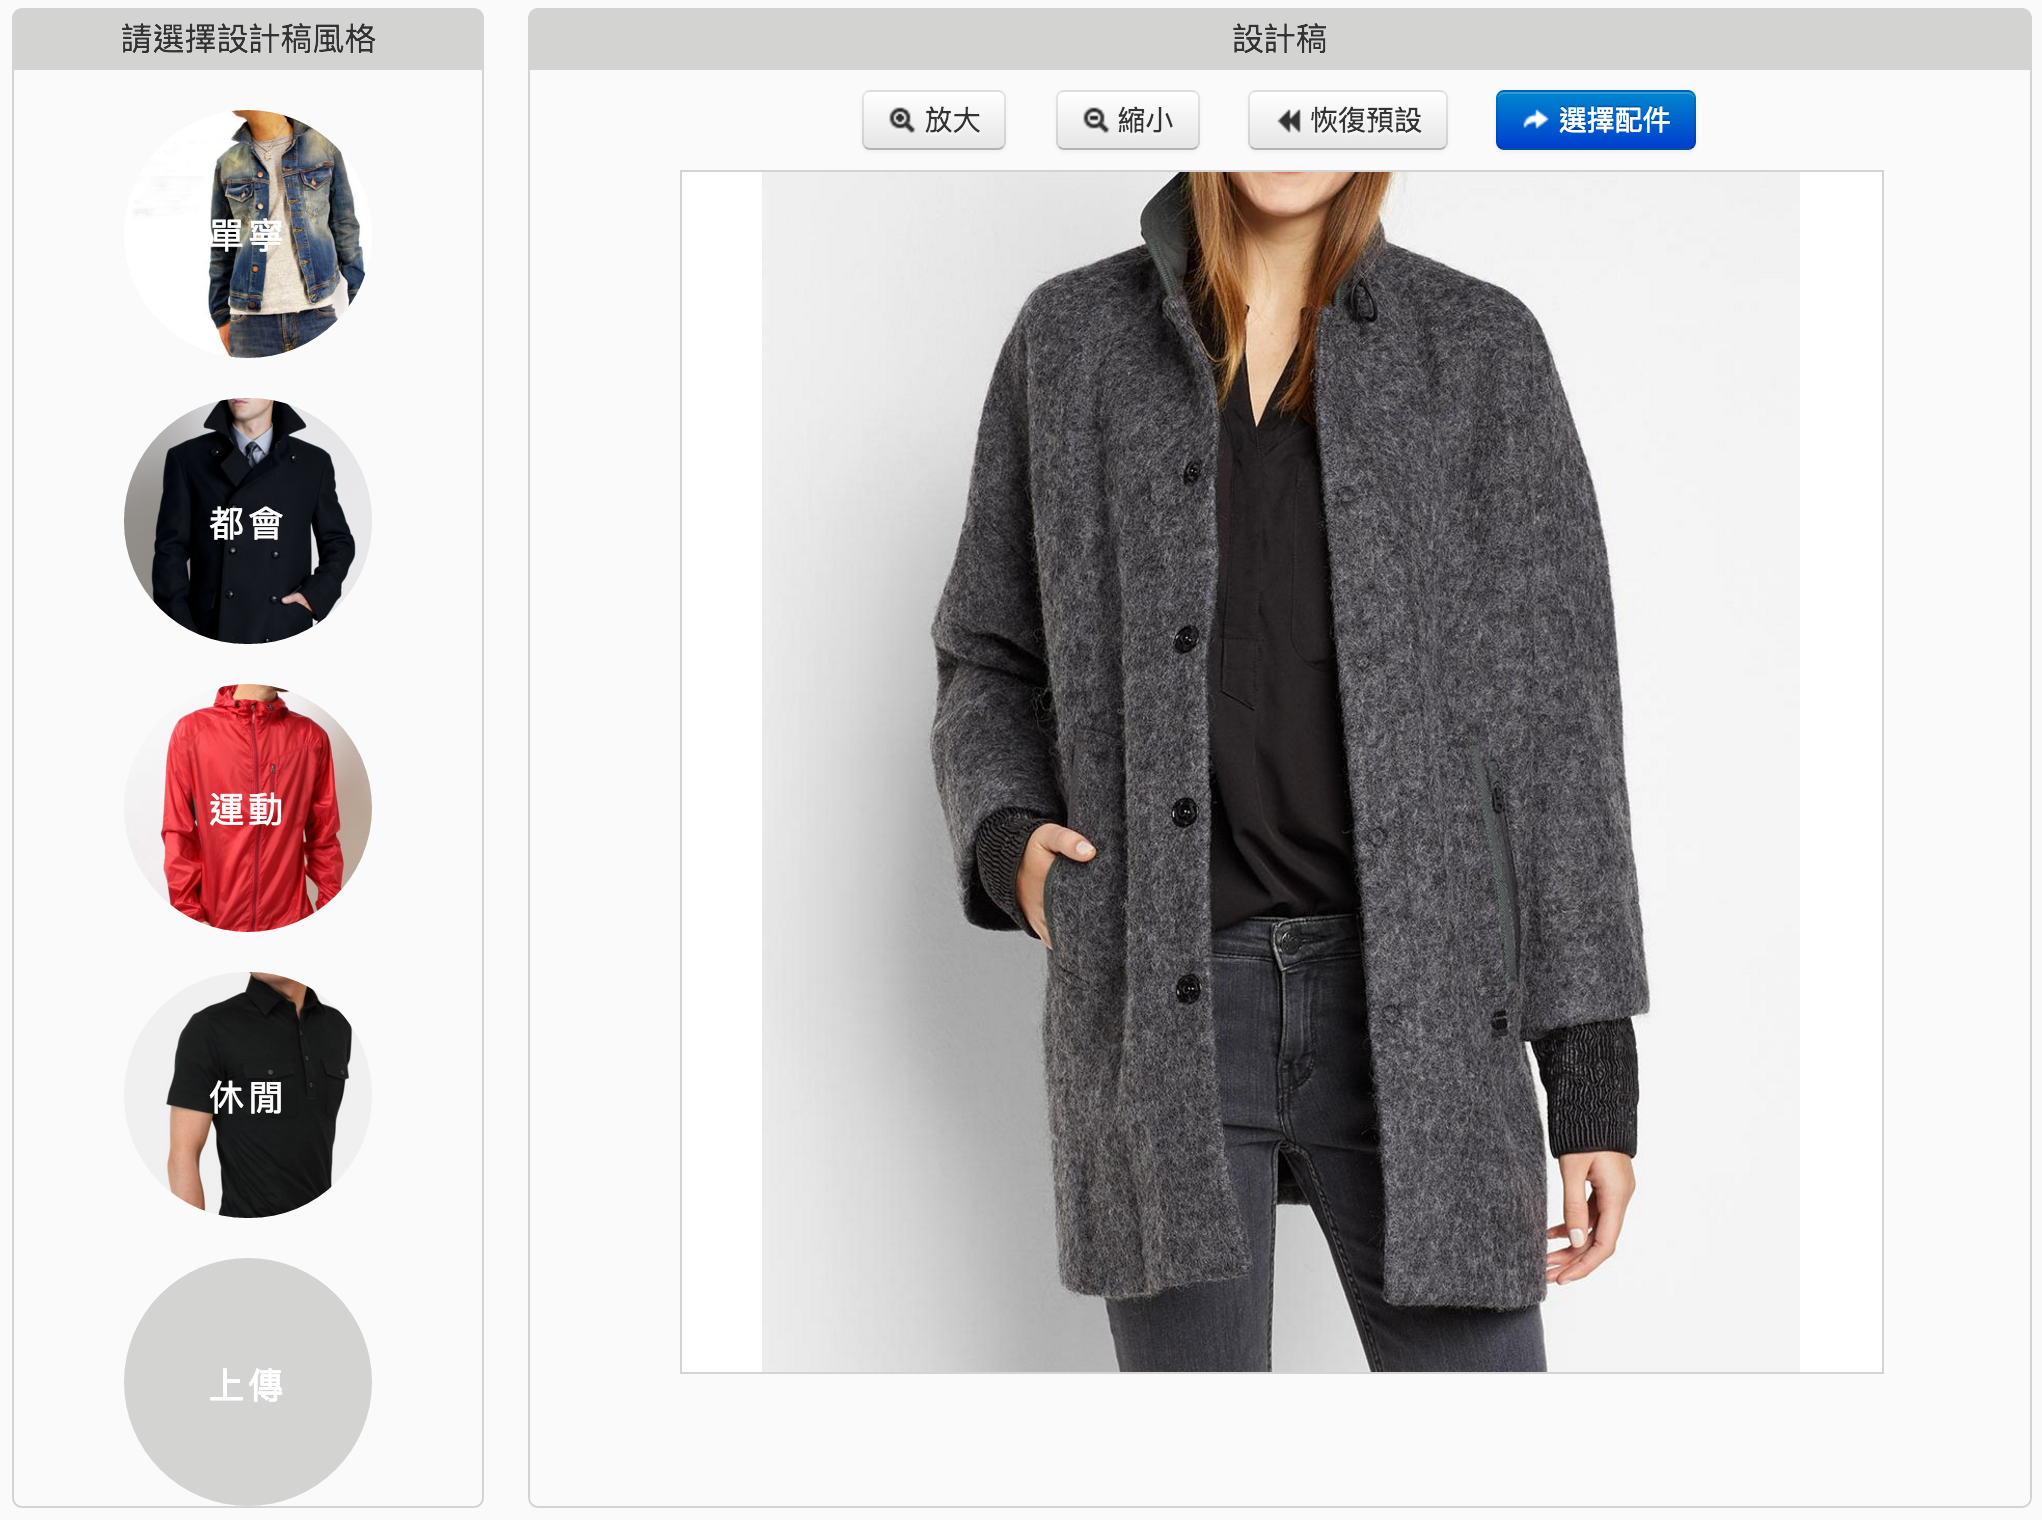 請選擇設計稿風格
單寧
都會
運動
休閒
上傳
設計稿
放大
縮小
恢復預設
選擇配件